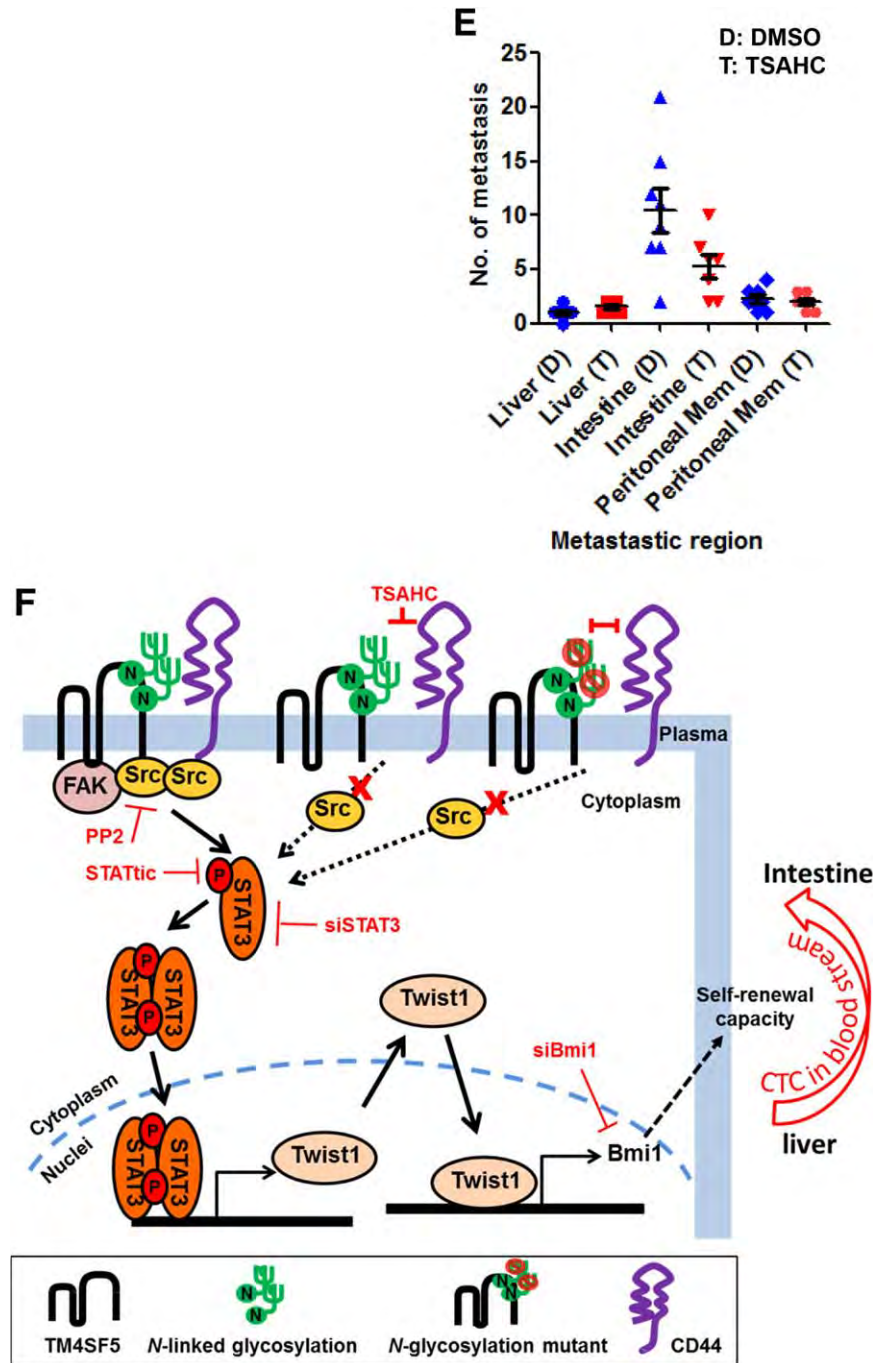 E
D: DMSO
T: TSAHC
No. of metastasis
25
20
15
10
5
0
Liver (D)
Liver (T)
Intestine (D)
Intestine (T)
Peritoneal Mem (D)
Peritoneal Mem (T)
Metastastic region
F
TSAHC
N
N
N
N
N
N
Plasma
FAK
Src
Src
Src
X
Src
X
Cytoplasm
PP2
STATtic
P
STAT3
siSTAT3
Intestine
STAT3
P
P
STAT3
Twist1
Self-renewal
capacity
CTC in blood stream
liver
siBmi1
Cytoplasm
Nuclei
STAT3
P
P
STAT3
Twist1
Twist1
Bmi1
N
N
N
N
TM4SF5
N-linked glycosylation
N-glycosylation mutant
CD44